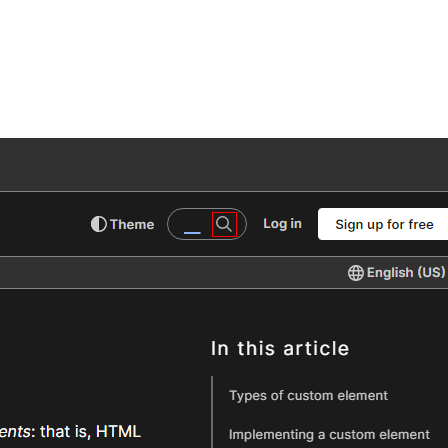 Theme
Log in
Sign up for free
English (US)
In this article
Types of custom element
ents: that is, HTML
Implementing a custom element